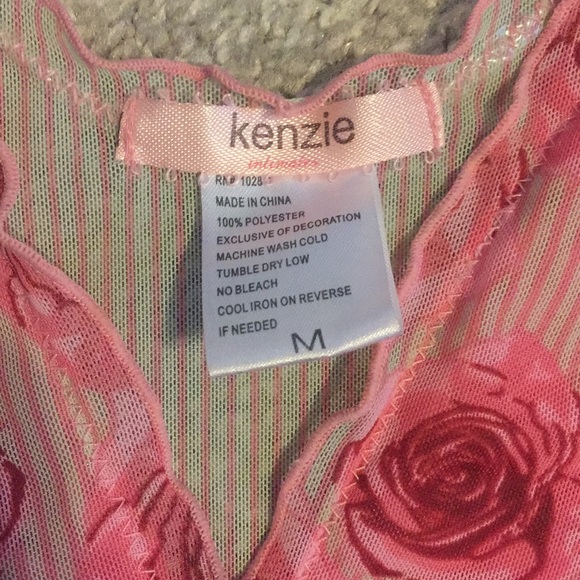 kenzie
intimates
RN# 1028
MADE IN CHINA
100% POLYESTER
EXCLUSIVE OF DECORATION
MACHINE WASH COLD
TUMBLE DRY LOW
NO BLEACH
COOL IRON ON REVERSE
IF NEEDED
M